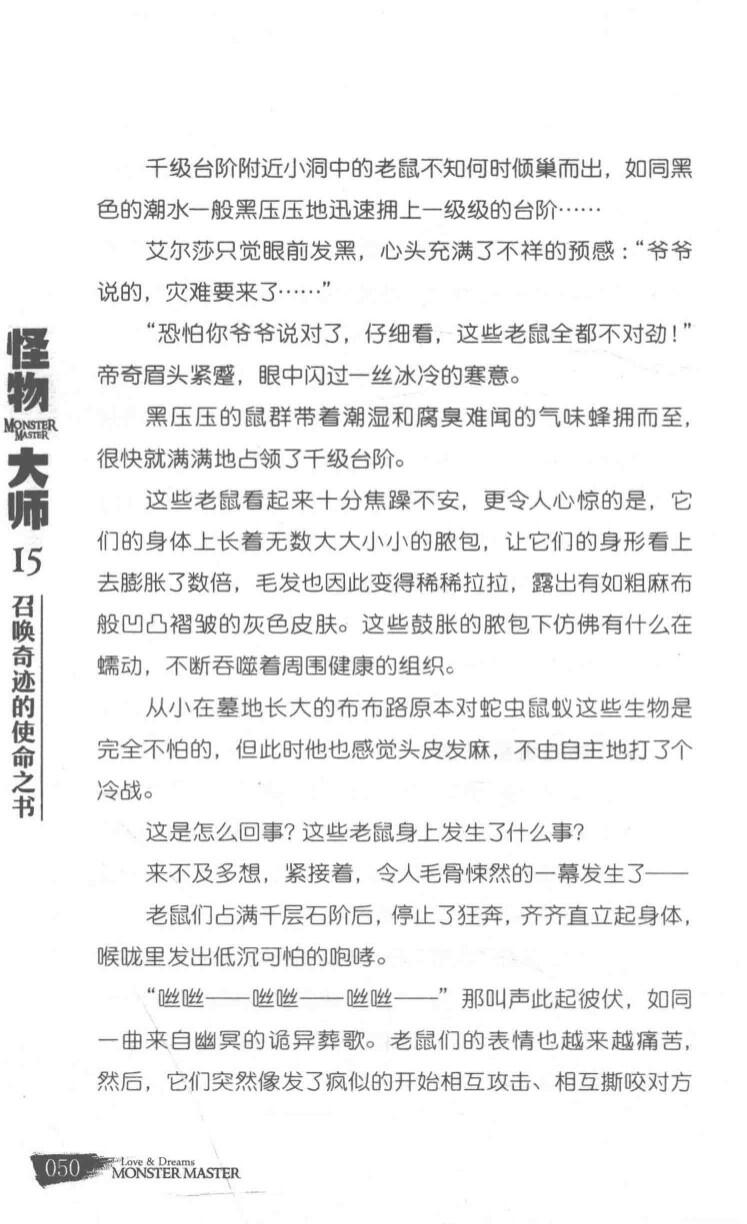 千级台阶附近小洞中的老鼠不知何时倾巢而出，如同黑
色的潮水一般黑压压地迅速拥上一级级的台阶……
艾尔莎只觉眼前发黑，心头充满了不祥的预感：“爷爷
说的，灾难要来了……”
“恐怕你爷爷说对了，仔细看，这些老鼠全都不对劲！”
帝奇眉头紧蹙，眼中闪过一丝冰冷的寒意。
黑压压的鼠群带着潮湿和腐臭难闻的气味蜂拥而至，
很快就满满地占领了千级台阶。
这些老鼠看起来十分焦躁不安，更令人心惊的是，它
们的身体上长着无数大大小小的脓包，让它们的身形看上
去膨胀了数倍，毛发也因此变得稀稀拉拉，露出有如粗麻布
般凹凸褶皱的灰色皮肤。这些鼓胀的脓包下仿佛有什么在
蠕动，不断吞噬着周围健康的组织。
从小在墓地长大的布布路原本对蛇虫鼠蚁这些生物是
完全不怕的，但此时他也感觉头皮发麻，不由自主地打了个
冷战。
这是怎么回事？这些老鼠身上发生了什么事？
来不及多想，紧接着，令人毛骨悚然的一幕发生了——
老鼠们占满千层石阶后，停止了狂奔，齐齐直立起身体，
喉咙里发出低沉可怕的咆哮。
“咝咝——咝咝——咝咝——”那叫声此起彼伏，如同
一曲来自幽冥的诡异葬歌。老鼠们的表情也越来越痛苦，
然后，它们突然像发了疯似的开始相互攻击、相互撕咬对方
怪物
MONSTER
MASTER
大师
15
召唤奇迹的使命之书
050
Love & Dreams
MONSTER MASTER